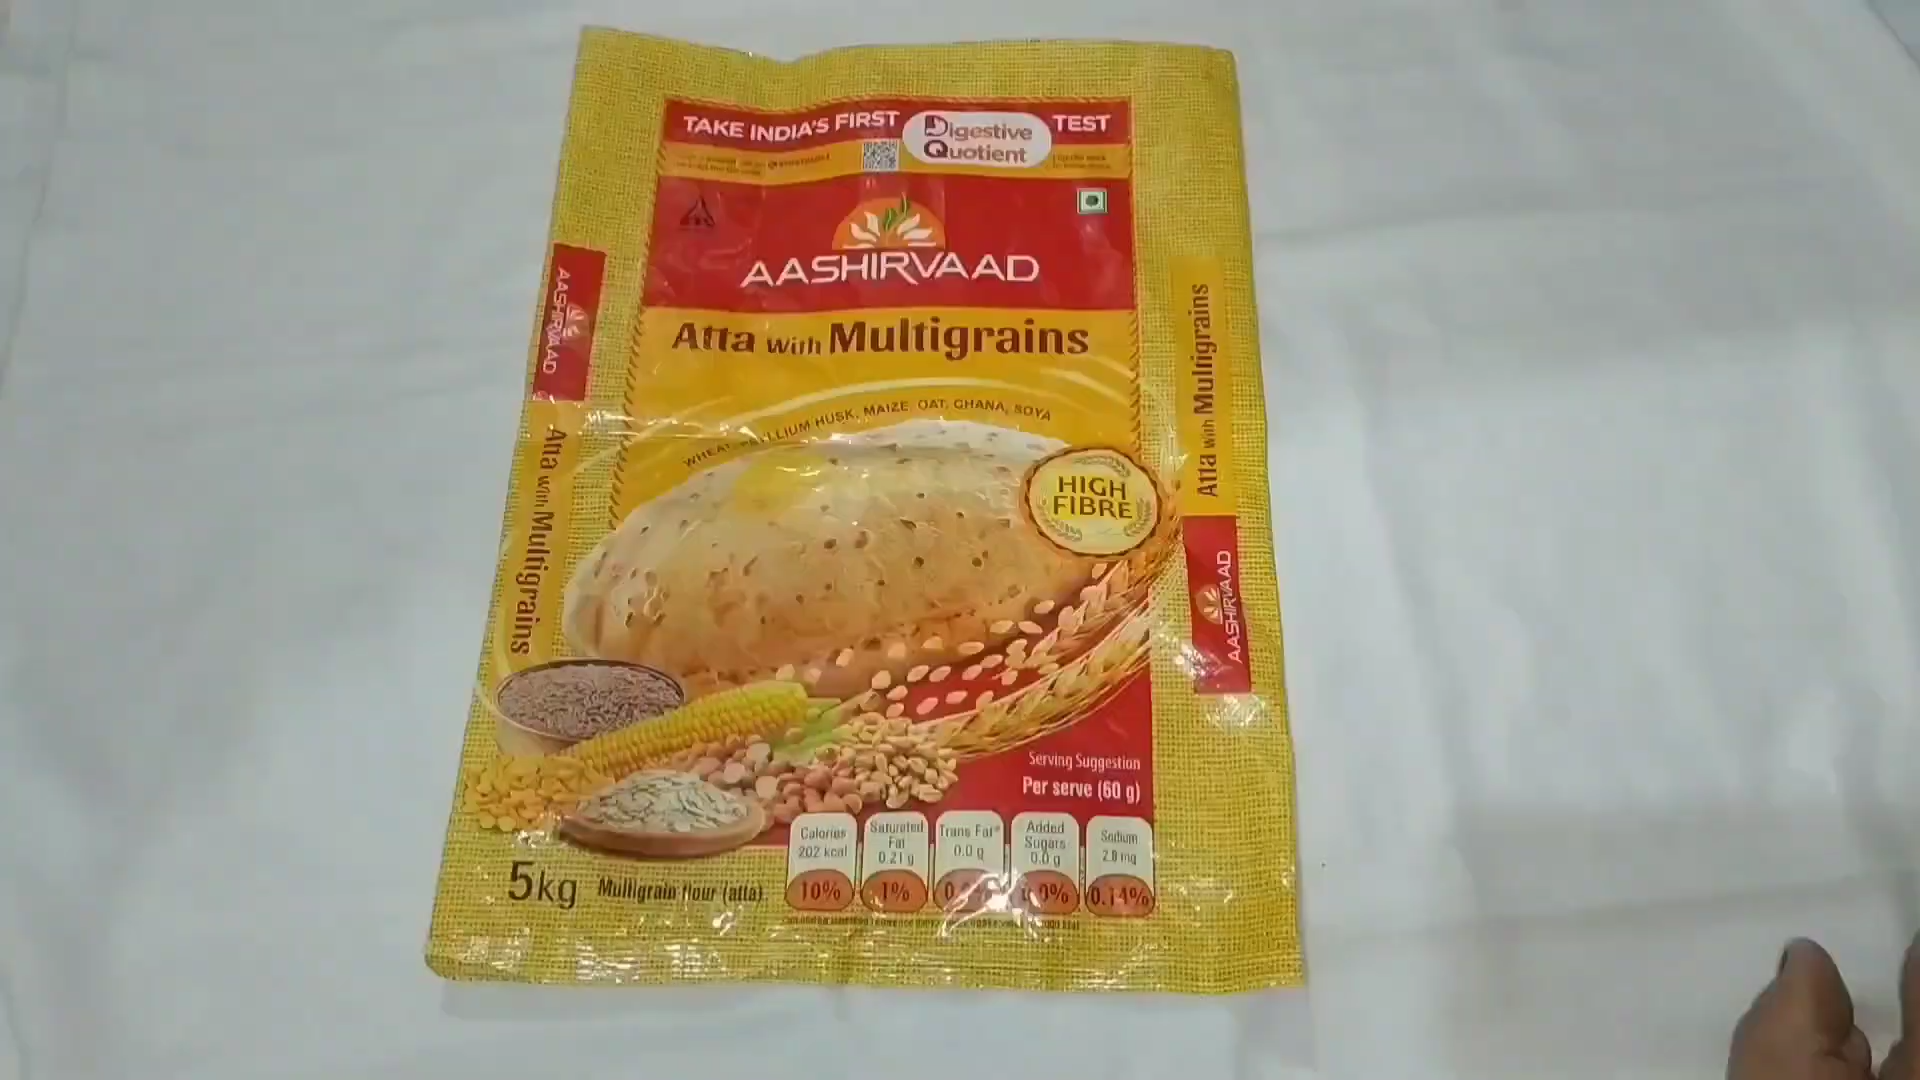 TAKE INDIA'S FIRST Digestive Quotient TEST
AASHIRVAAD
Atta with Multigrains
WHEAT, PSYLLIUM HUSK, MAIZE, OAT, CHANA, SOYA
HIGH
FIBRE
AASHIRVAAD
Atta with Multigrains
Atta with Multigrains
AASHIRVAAD
Serving Suggestion
Per serve (60 g)
Calories
202 kcal
10%
Saturated
Fat
0.21 g
1%
Trans Fat*
0.0 g
Added
Sugars
0.0 g
0.0%
Sodium
2.8 mg
0.14%
5kg Multigrain flour (atta)